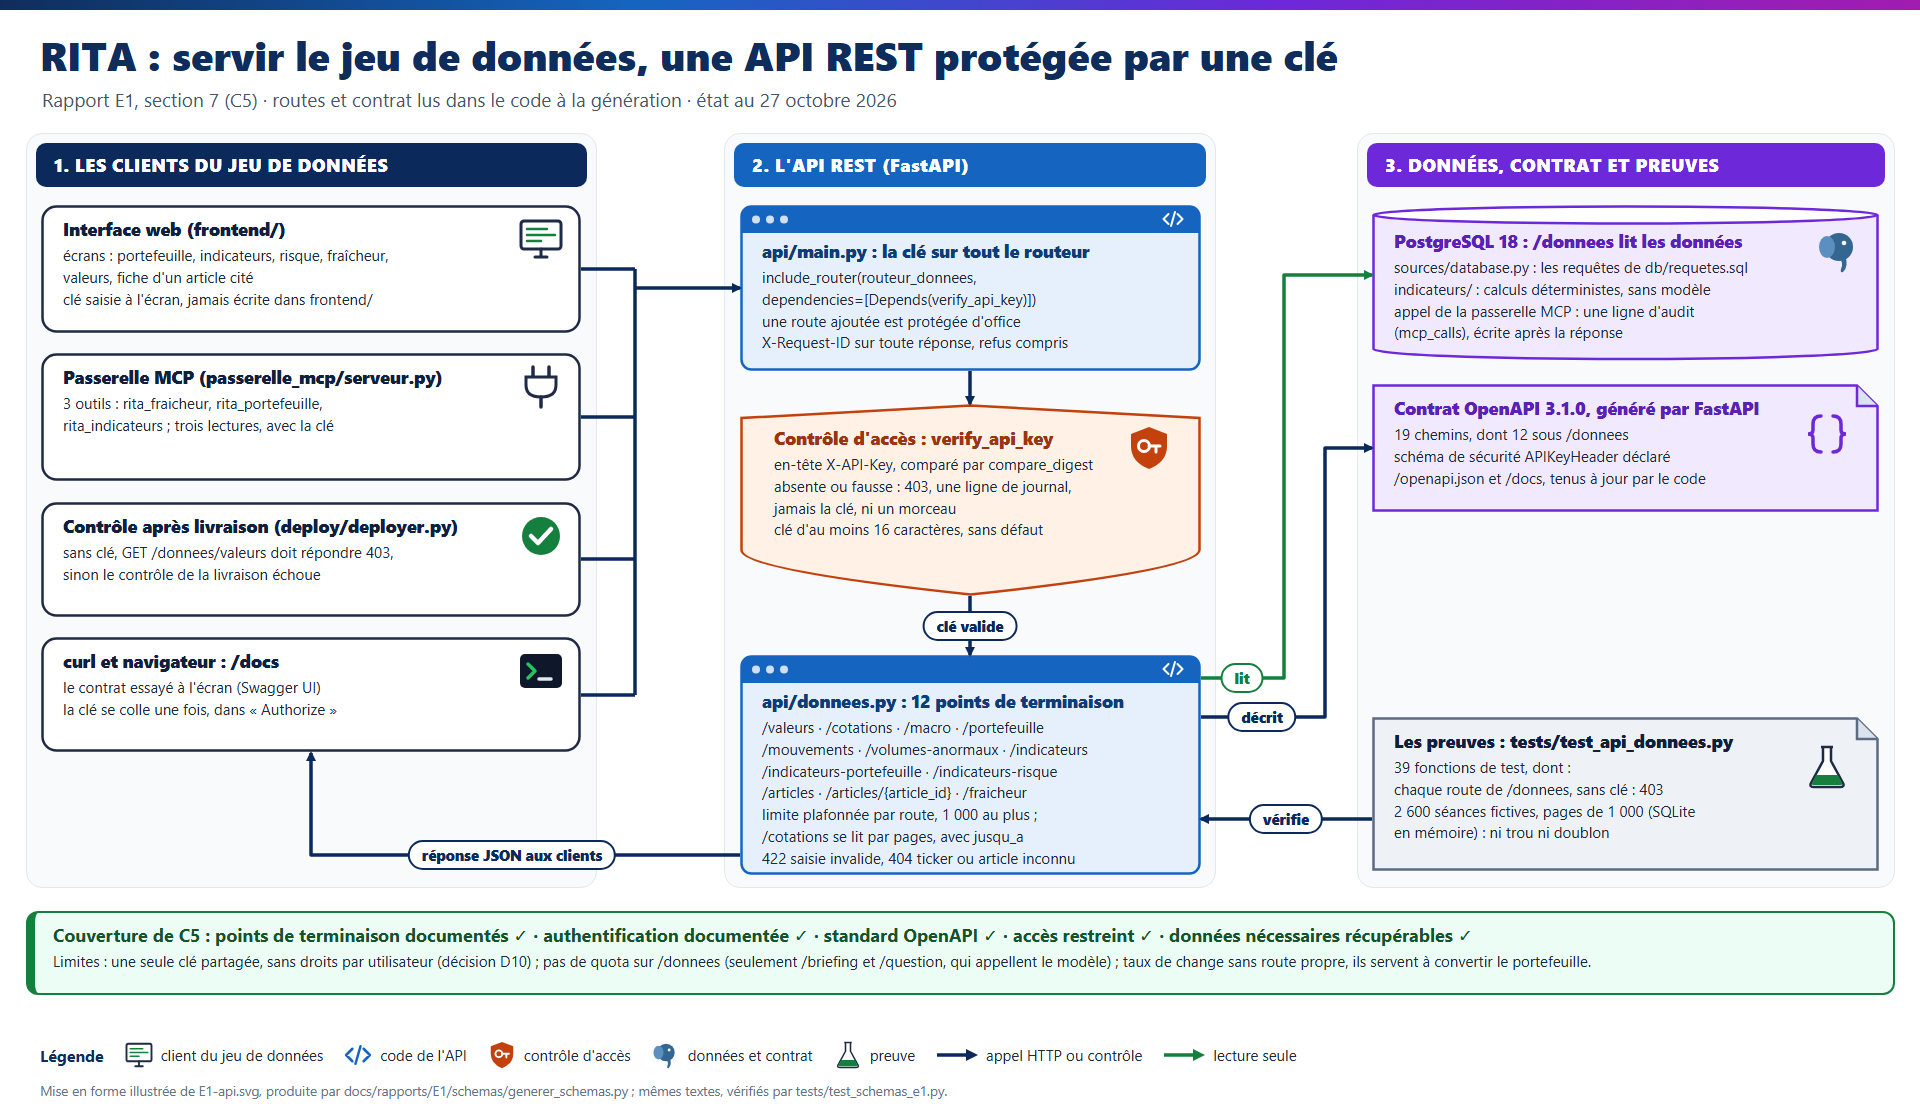 RITA : servir le jeu de données, une API REST protégée par une clé
Rapport E1, section 7 (C5) · routes et contrat lus dans le code à la génération · état au 27 octobre 2026
1. LES CLIENTS DU JEU DE DONNÉES
Interface web (frontend/)
écrans : portefeuille, indicateurs, risque, fraîcheur,
valeurs, fiche d'un article cité
clé saisie à l'écran, jamais écrite dans frontend/
Passerelle MCP (passerelle_mcp/serveur.py)
3 outils : rita_fraicheur, rita_portefeuille,
rita_indicateurs ; trois lectures, avec la clé
Contrôle après livraison (deploy/deployer.py)
sans clé, GET /donnees/valeurs doit répondre 403,
sinon le contrôle de la livraison échoue
curl et navigateur : /docs
le contrat essayé à l'écran (Swagger UI)
la clé se colle une fois, dans « Authorize »
réponse JSON aux clients
2. L'API REST (FastAPI)
</>
api/main.py : la clé sur tout le routeur
include_router(routeur_donnees,
dependencies=[Depends(verify_api_key)])
une route ajoutée est protégée d'office
X-Request-ID sur toute réponse, refus compris
Contrôle d'accès : verify_api_key
en-tête X-API-Key, comparé par compare_digest
absente ou fausse : 403, une ligne de journal,
jamais la clé, ni un morceau
clé d'au moins 16 caractères, sans défaut
clé valide
</>
api/donnees.py : 12 points de terminaison
/valeurs · /cotations · /macro · /portefeuille
/mouvements · /volumes-anormaux · /indicateurs
/indicateurs-portefeuille · /indicateurs-risque
/articles · /articles/{article_id} · /fraicheur
limite plafonnée par route, 1 000 au plus ;
/cotations se lit par pages, avec jusqu_a
422 saisie invalide, 404 ticker ou article inconnu
lit
décrit
vérifie
3. DONNÉES, CONTRAT ET PREUVES
PostgreSQL 18 : /donnees lit les données
sources/database.py : les requêtes de db/requetes.sql
indicateurs/ : calculs déterministes, sans modèle
appel de la passerelle MCP : une ligne d'audit
(mcp_calls), écrite après la réponse
Contrat OpenAPI 3.1.0, généré par FastAPI
19 chemins, dont 12 sous /donnees
schéma de sécurité APIKeyHeader déclaré
/openapi.json et /docs, tenus à jour par le code
{}
Les preuves : tests/test_api_donnees.py
39 fonctions de test, dont :
chaque route de /donnees, sans clé : 403
2 600 séances fictives, pages de 1 000 (SQLite
en mémoire) : ni trou ni doublon
Couverture de C5 : points de terminaison documentés ✓ · authentification documentée ✓ · standard OpenAPI ✓ · accès restreint ✓ · données nécessaires récupérables ✓
Limites : une seule clé partagée, sans droits par utilisateur (décision D10) ; pas de quota sur /donnees (seulement /briefing et /question, qui appellent le modèle) ; taux de change sans route propre, ils servent à convertir le portefeuille.
Légende client du jeu de données </> code de l'API contrôle d'accès données et contrat preuve appel HTTP ou contrôle lecture seule
Mise en forme illustrée de E1-api.svg, produite par docs/rapports/E1/schemas/generer_schemas.py ; mêmes textes, vérifiés par tests/test_schemas_e1.py.